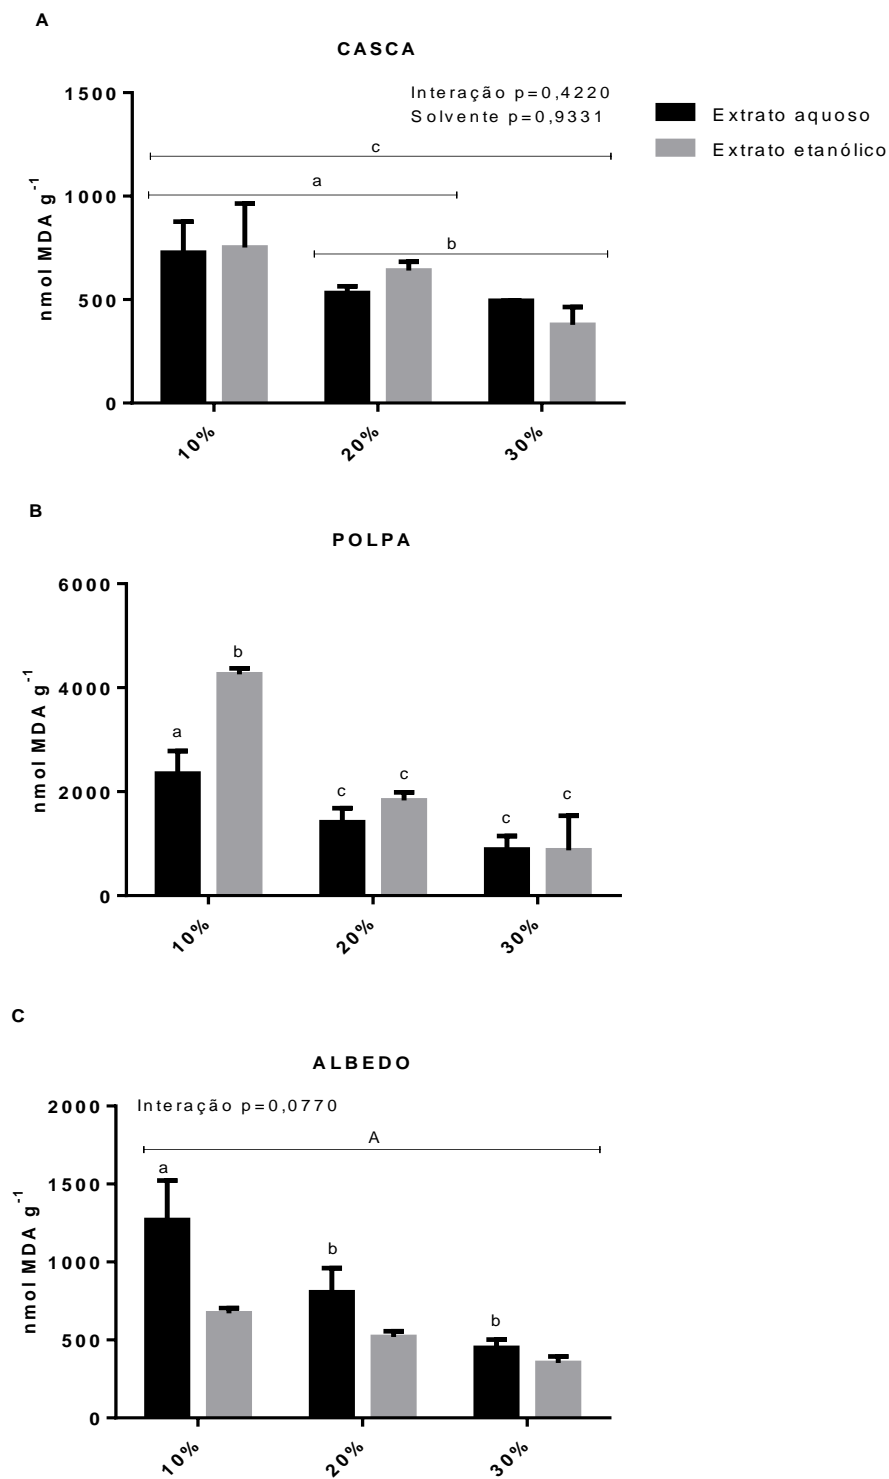 A
CASCA
Interação p=0,4220
Solvente p=0,9331
Extrato aquoso
Extrato etanólico
nmol MDA g-1
1500
1000
500
0
c
a
b
10%
20%
30%
B
POLPA
nmol MDA g-1
6000
4000
2000
0
a
b
c
c
c
c
10%
20%
30%
C
ALBEDO
Interação p=0,0770
nmol MDA g-1
2000
1500
1000
500
0
A
a
b
b
10%
20%
30%